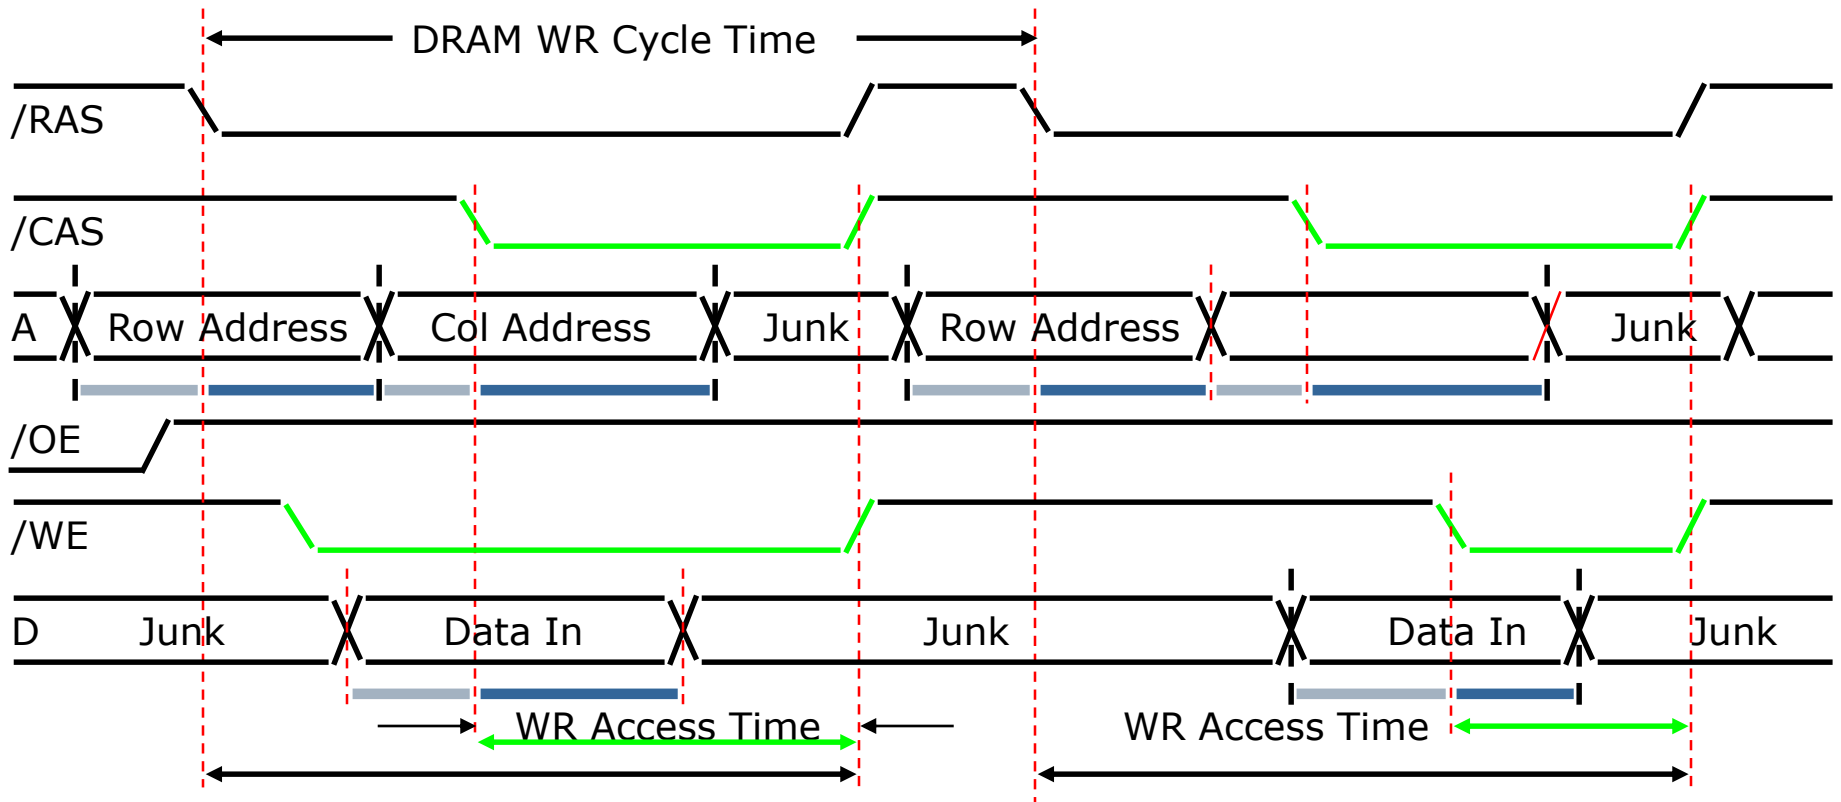 DRAM WR Cycle Time
/RAS
/CAS
A Row Address Col Address Junk Row Address Junk
/OE
/WE
D Junk Data In Junk Data In Junk
WR Access Time WR Access Time